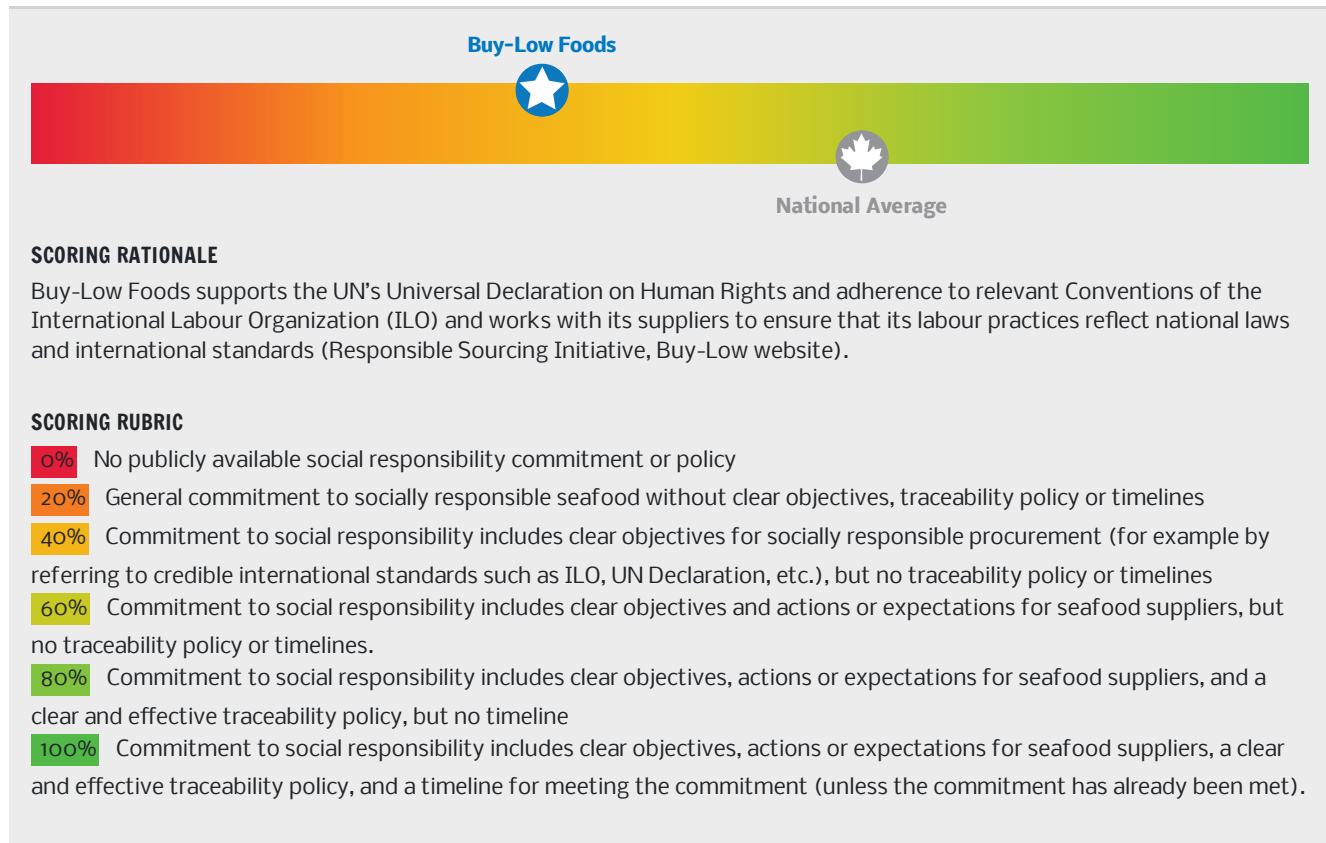 Buy-Low Foods
National Average
SCORING RATIONALE
Buy-Low Foods supports the UN's Universal Declaration on Human Rights and adherence to relevant Conventions of the
International Labour Organization (ILO) and works with its suppliers to ensure that its labour practices reflect national laws
and international standards (Responsible Sourcing Initiative, Buy-Low website).
SCORING RUBRIC
0% No publicly available social responsibility commitment or policy
20% General commitment to socially responsible seafood without clear objectives, traceability policy or timelines
40% Commitment to social responsibility includes clear objectives for socially responsible procurement (for example by
referring to credible international standards such as ILO, UN Declaration, etc.), but no traceability policy or timelines
60% Commitment to social responsibility includes clear objectives and actions or expectations for seafood suppliers, but
no traceability policy or timelines.
80% Commitment to social responsibility includes clear objectives, actions or expectations for seafood suppliers, and a
clear and effective traceability policy, but no timeline
100% Commitment to social responsibility includes clear objectives, actions or expectations for seafood suppliers, a clear
and effective traceability policy, and a timeline for meeting the commitment (unless the commitment has already been met).